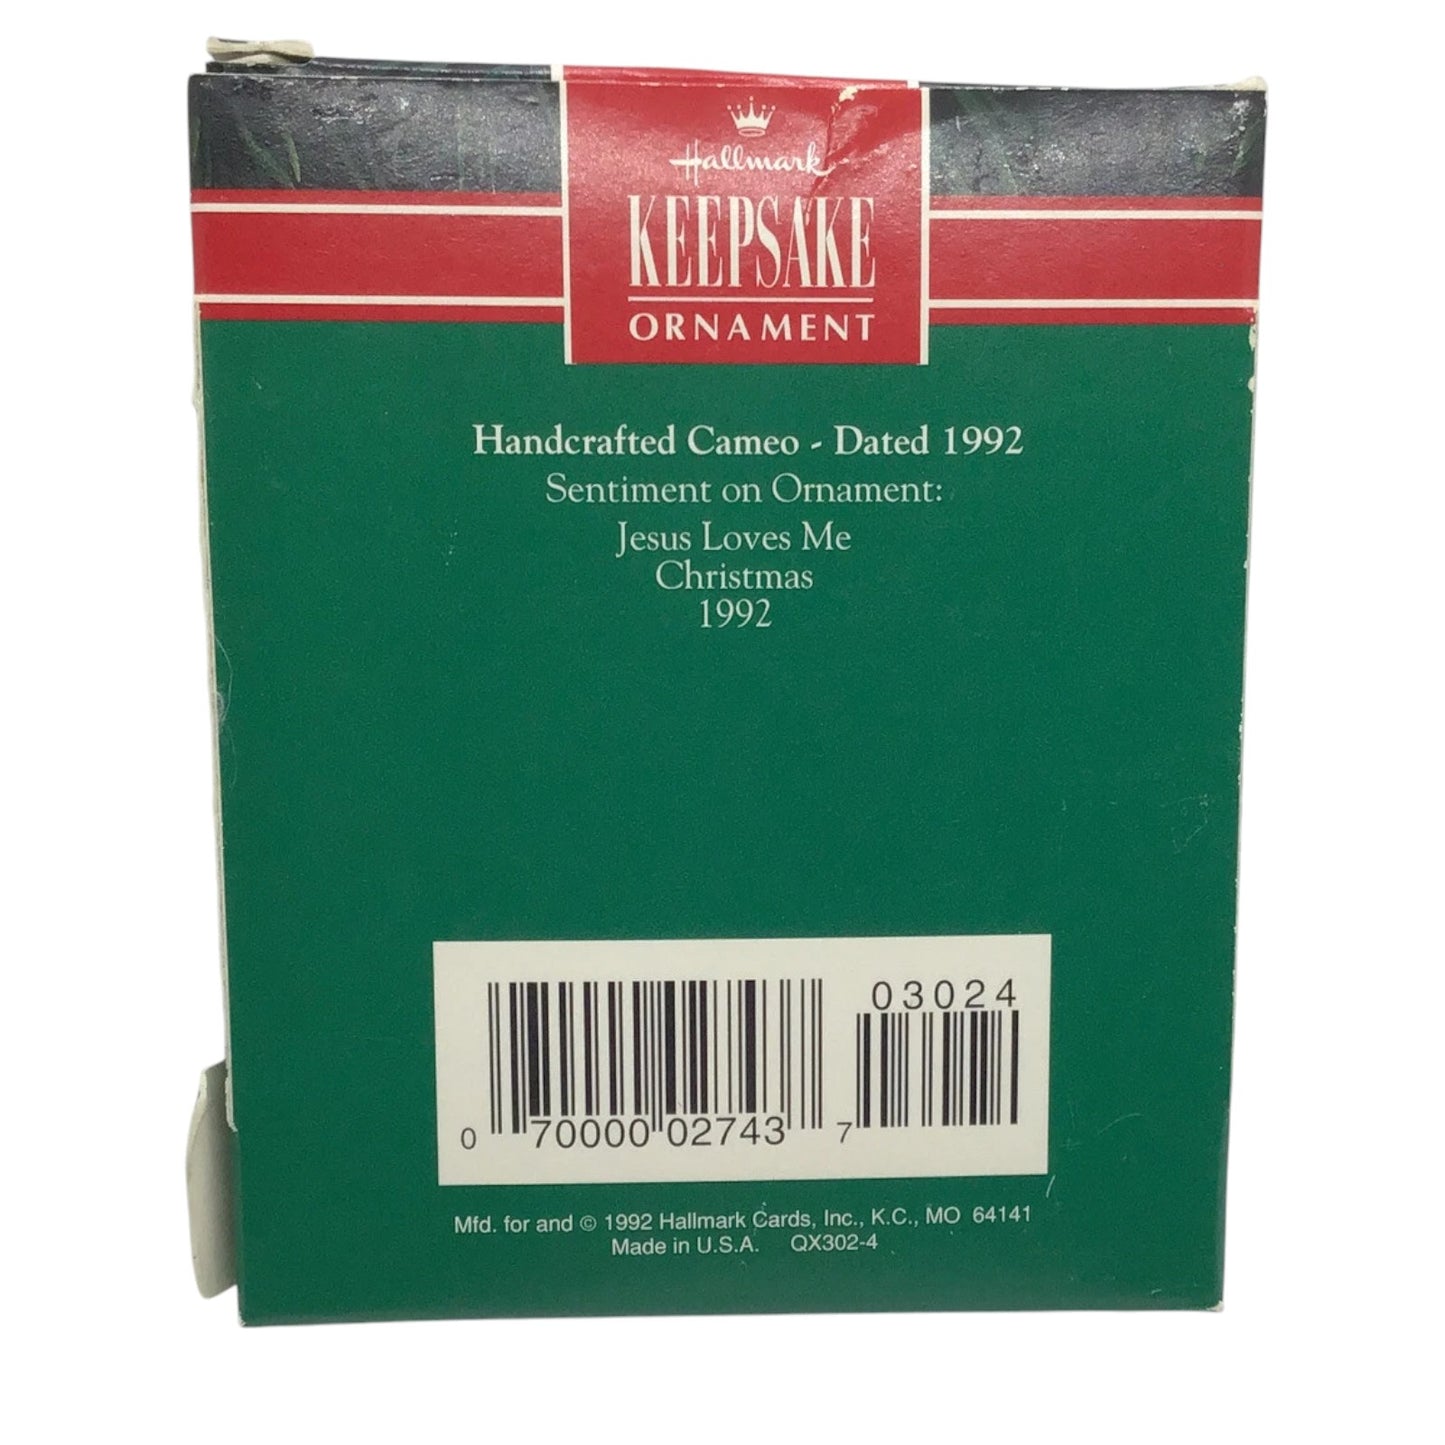 Hallmark
KEEPSAKE
ORNAMENT
Handcrafted Cameo - Dated 1992
Sentiment on Ornament:
Jesus Loves Me
Christmas
1992
03024
0 70000 02743 7
Mfd. for and © 1992 Hallmark Cards, Inc., K.C., MO 64141
Made in U.S.A. QX302-4